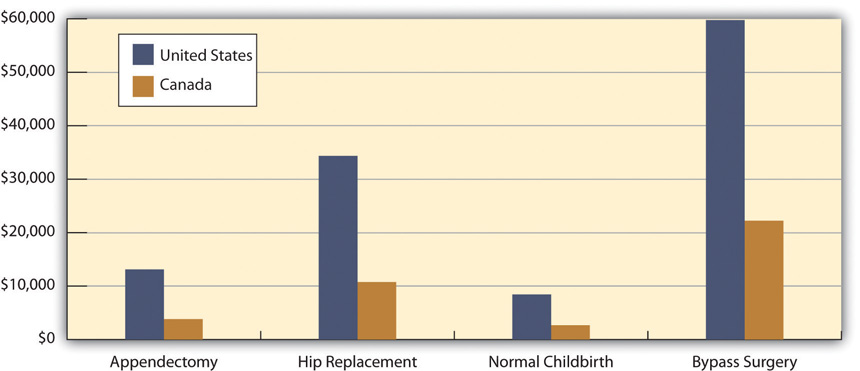 $60,000
$50,000
$40,000
$30,000
$20,000
$10,000
$0
United States
Canada
Appendectomy
Hip Replacement
Normal Childbirth
Bypass Surgery